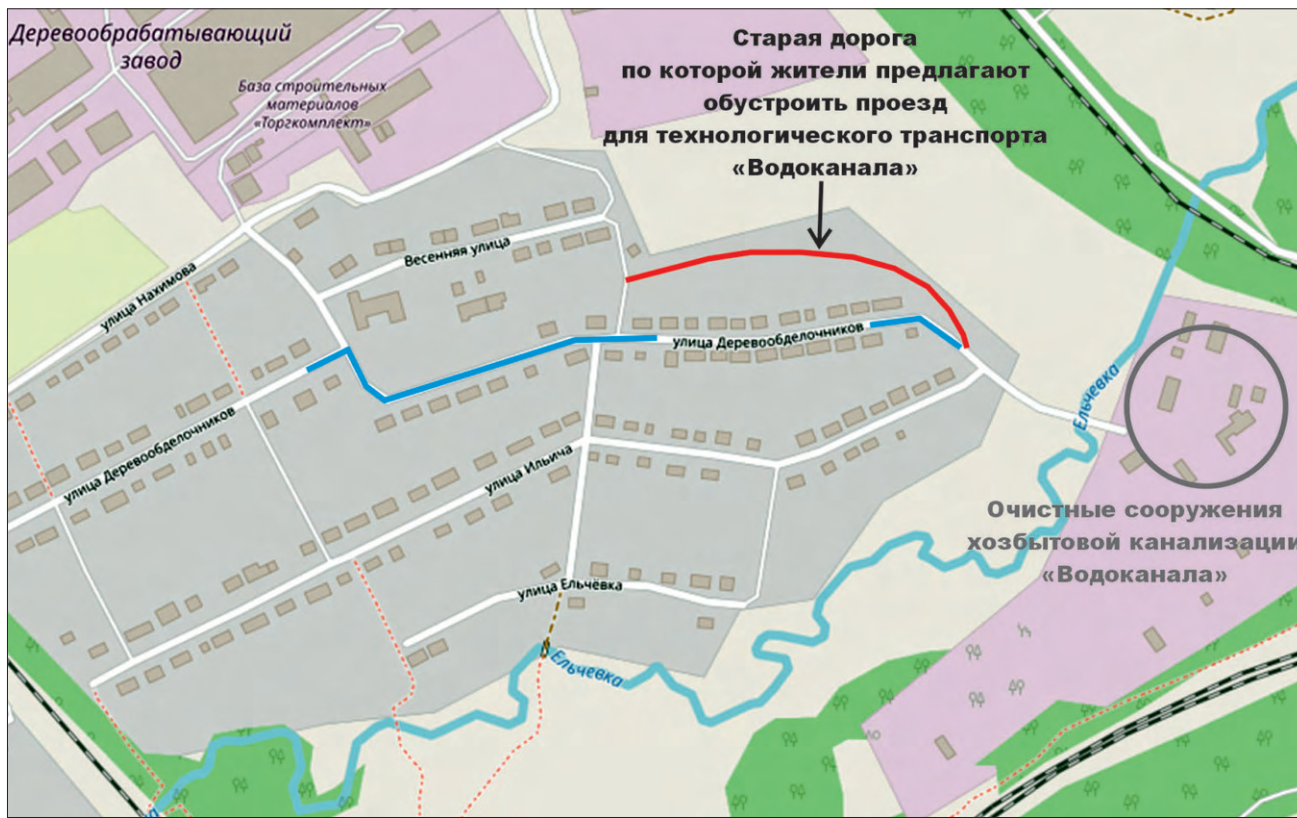 Деревообрабатывающий
завод
База строительных
материалов
«Торгкомплект»
Старая дорога
по которой жители предлагают
обустроить проезд
для технологического транспорта
«Водоканала»
улица Нахимова
Весенняя улица
улица Деревообделочников
улица Деревообделочников
улица Ильича
Ельчевка
Очистные сооружения
хозбытовой канализации
«Водоканала»
улица Ельчёвка
Ельчевка